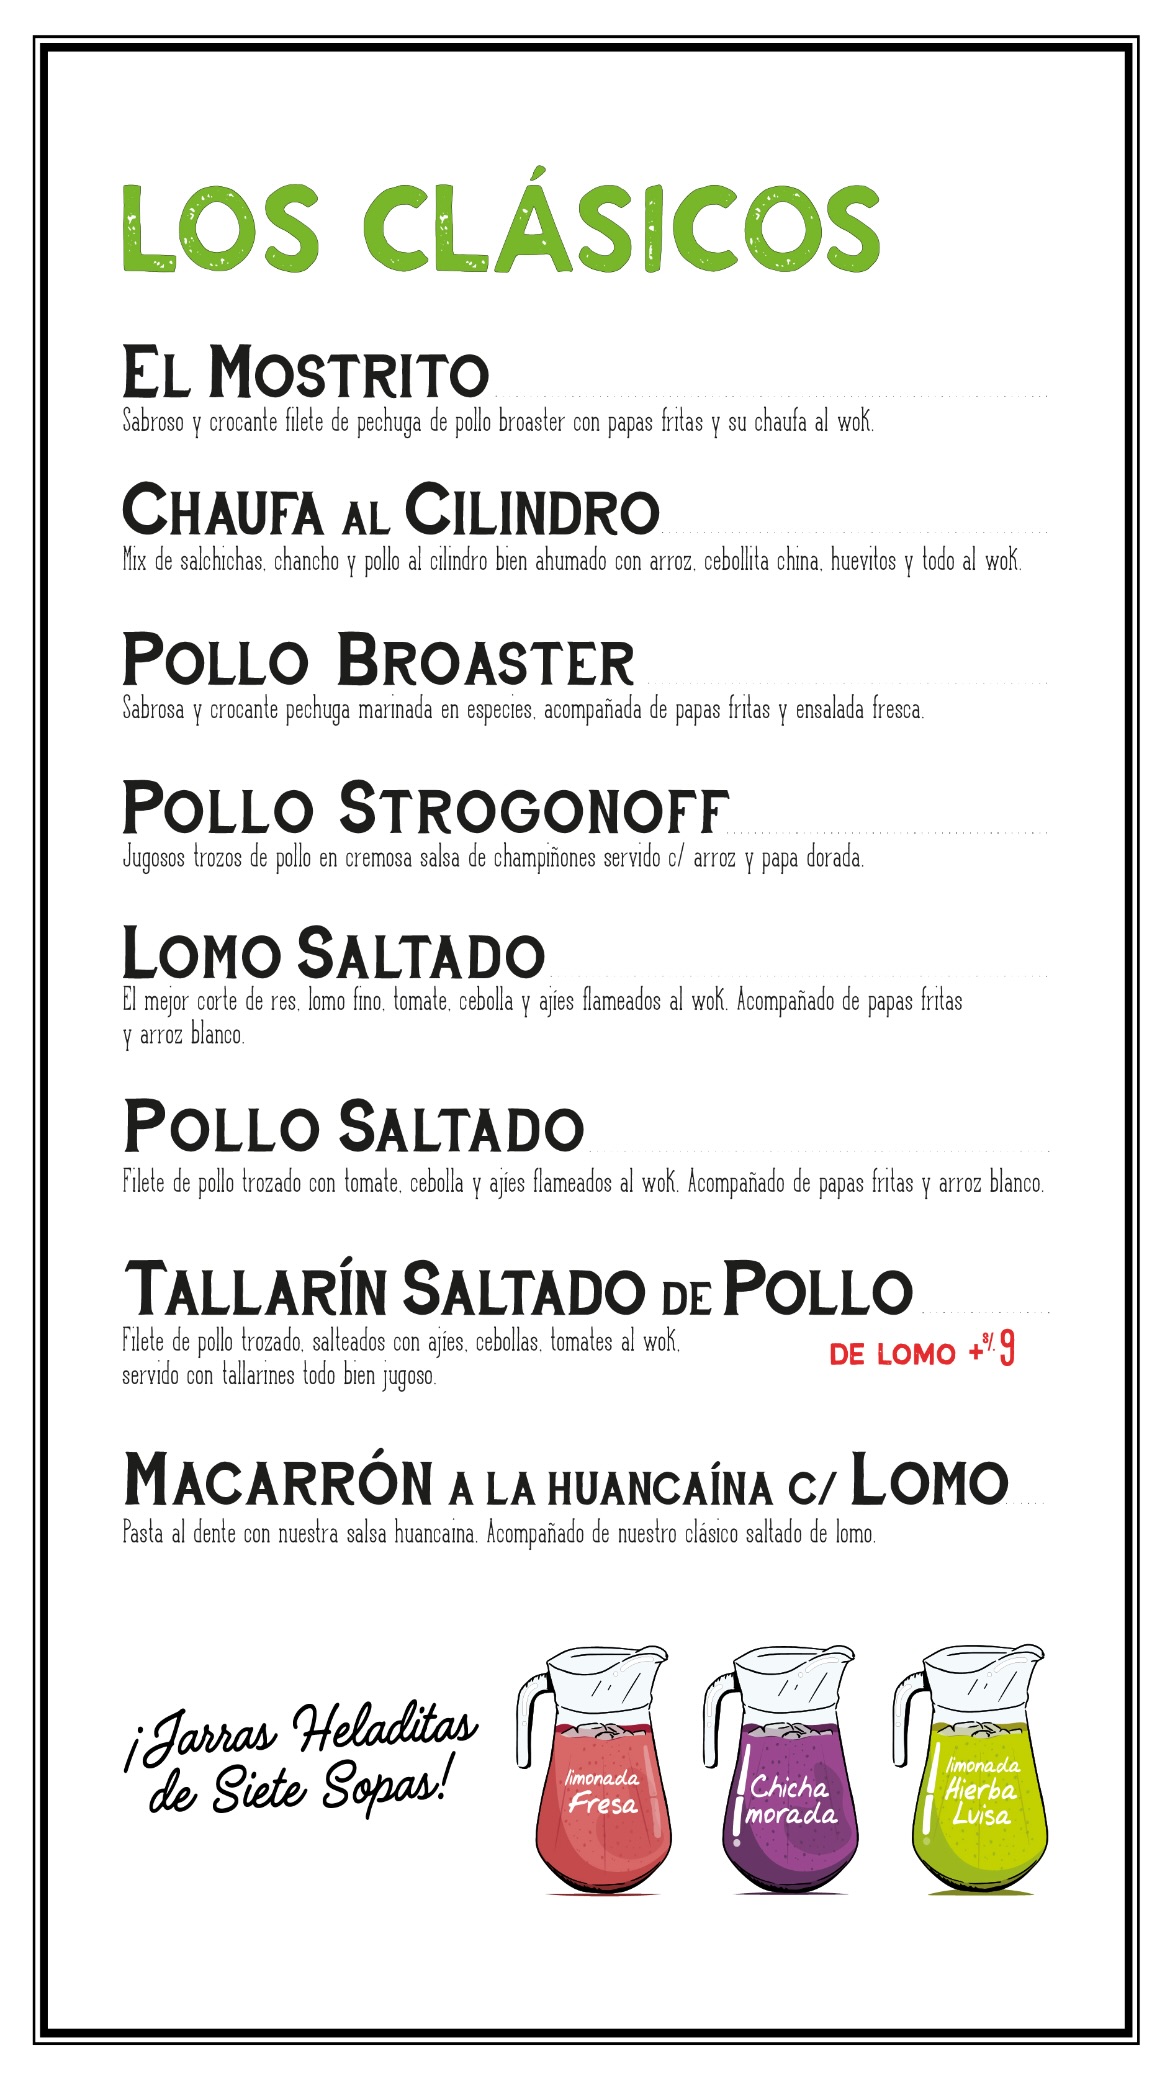 LOS CLÁSICOS
EL MOSTRITO
Sabroso y crocante filete de pechuga de pollo broaster con papas fritas y su chaufa al wok.
CHAUFA AL CILINDRO
Mix de salchichas, chancho y pollo al cilindro bien ahumado con arroz, cebollita china, huevitos y todo al wok.
POLLO BROASTER
Sabrosa y crocante pechuga marinada en especies, acompañada de papas fritas y ensalada fresca.
POLLO STROGONOFF
Jugosos trozos de pollo en cremosa salsa de champiñones servido c/ arroz y papa dorada.
LOMO SALTADO
El mejor corte de res, lomo fino, tomate, cebolla y ajíes flameados al wok. Acompañado de papas fritas
y arroz blanco.
POLLO SALTADO
Filete de pollo trozado con tomate, cebolla y ajíes flameados al wok. Acompañado de papas fritas y arroz blanco.
TALLARÍN SALTADO DE POLLO
Filete de pollo trozado, salteados con ajíes, cebollas, tomates al wok,
servido con tallarines todo bien jugoso.
DE LOMO +S/.9
MACARRÓN A LA HUANCAÍNA C/ LOMO
Pasta al dente con nuestra salsa huancaína. Acompañado de nuestro clásico saltado de lomo.
¡Jarras Heladitas
de Siete Sopas!
limonada
Fresa
Chicha
morada
limonada
Hierba
Luisa